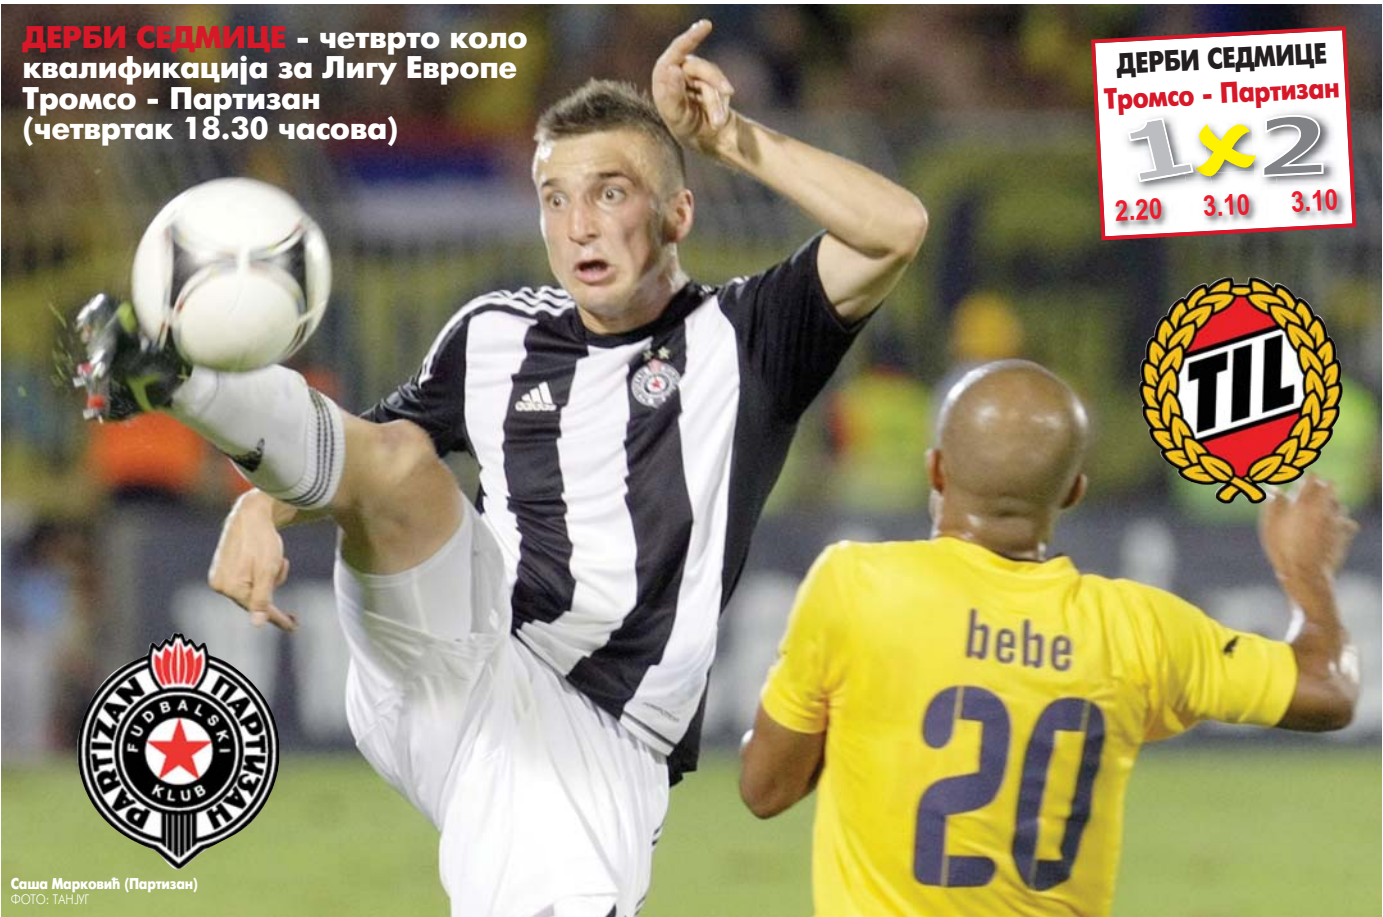 ДЕРБИ СЕДМИЦЕ - четврто коло
квалификација за Лигу Европе
Тромсо - Партизан
(четвртак 18.30 часова)
ДЕРБИ СЕДМИЦЕ
Тромсо - Партизан
1 x 2
2.20 3.10 3.10
TIL
adidas
bebe
20
PARTIZAN ПАРТИЗАН
FUDBALSKI
KLUB
Саша Марковић (Партизан)
ФОТО: ТАНЈУГ